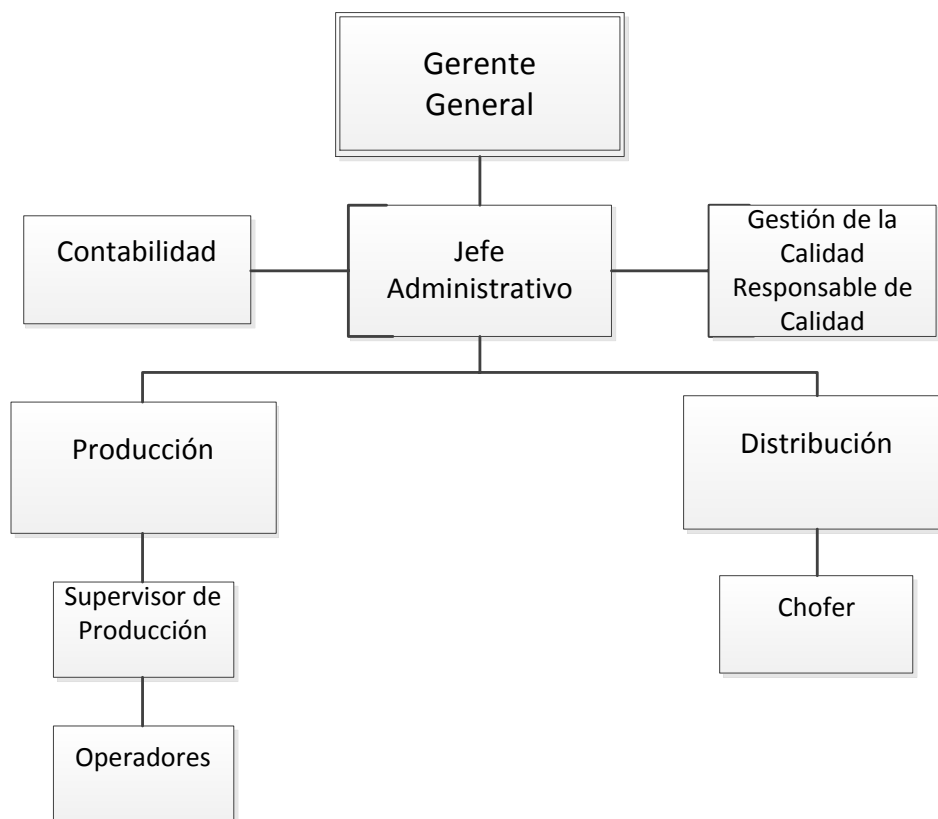 Gerente
General
Contabilidad
Jefe
Administrativo
Gestión de la
Calidad
Responsable de
Calidad
Producción
Distribución
Supervisor de
Producción
Chofer
Operadores